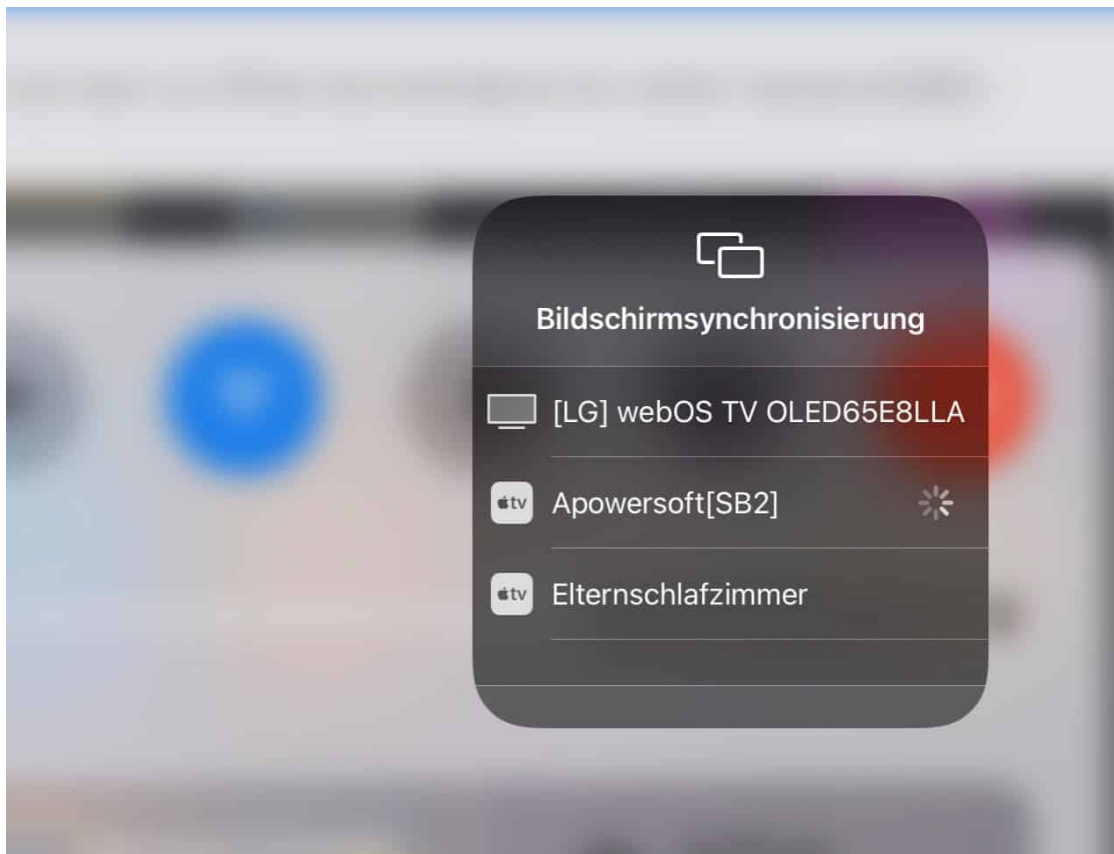 Bildschirmsynchronisierung
[LG] webOS TV OLED65E8LLA
tv Apowersoft[SB2]
tv Elternschlafzimmer